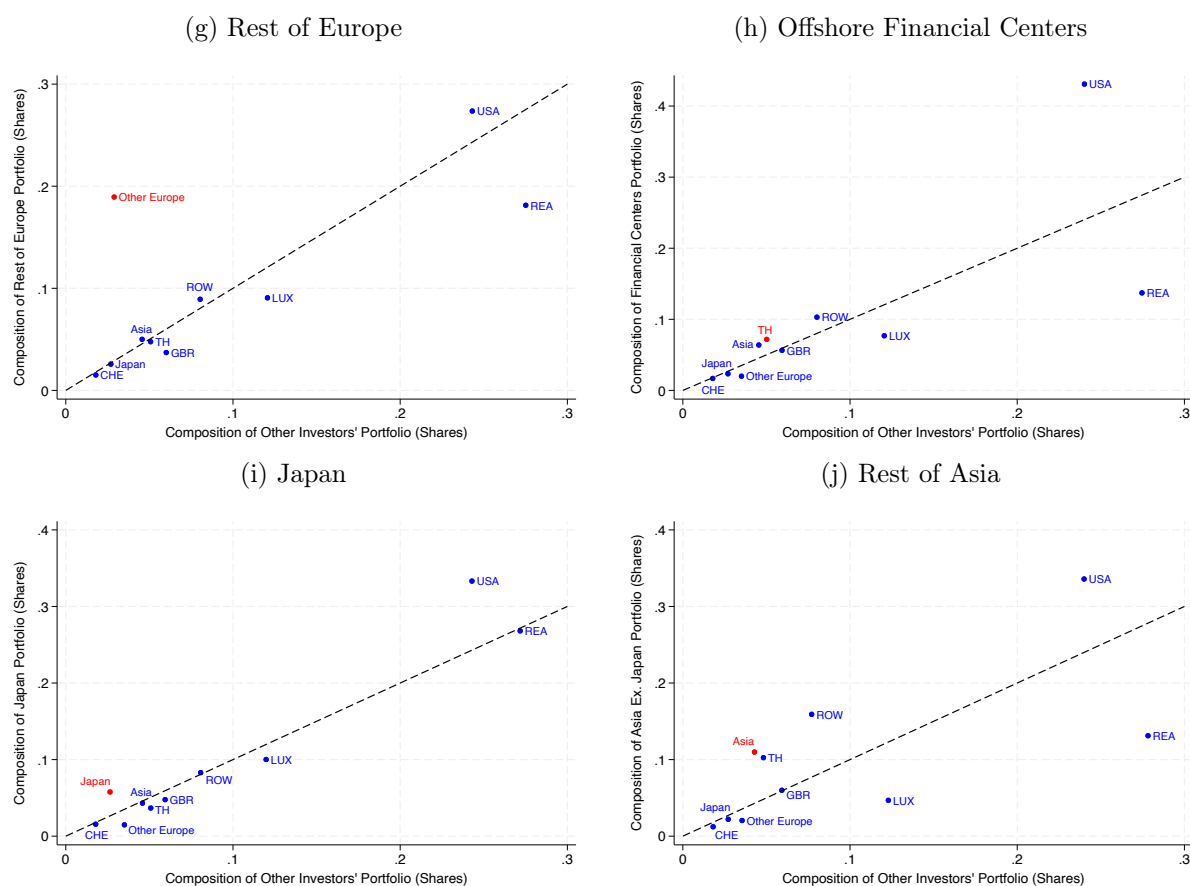 (g) Rest of Europe
Composition of Rest of Europe Portfolio (Shares)
.3
.2
.1
0
USA
Other Europe
REA
ROW
LUX
Asia
TH
GBR
Japan
CHE
0 .1 .2 .3
Composition of Other Investors' Portfolio (Shares)
(h) Offshore Financial Centers
Composition of Financial Centers Portfolio (Shares)
.4
.3
.2
.1
0
USA
REA
ROW
TH
LUX
Asia
GBR
Japan
Other Europe
CHE
0 .1 .2 .3
Composition of Other Investors' Portfolio (Shares)
(i) Japan
Composition of Japan Portfolio (Shares)
.4
.3
.2
.1
0
USA
REA
LUX
ROW
Japan
Asia
GBR
TH
CHE
Other Europe
0 .1 .2 .3
Composition of Other Investors' Portfolio (Shares)
(j) Rest of Asia
Composition of Asia Ex. Japan Portfolio (Shares)
.4
.3
.2
.1
0
USA
ROW
REA
Asia
TH
GBR
LUX
Japan
Other Europe
CHE
0 .1 .2 .3
Composition of Other Investors' Portfolio (Shares)